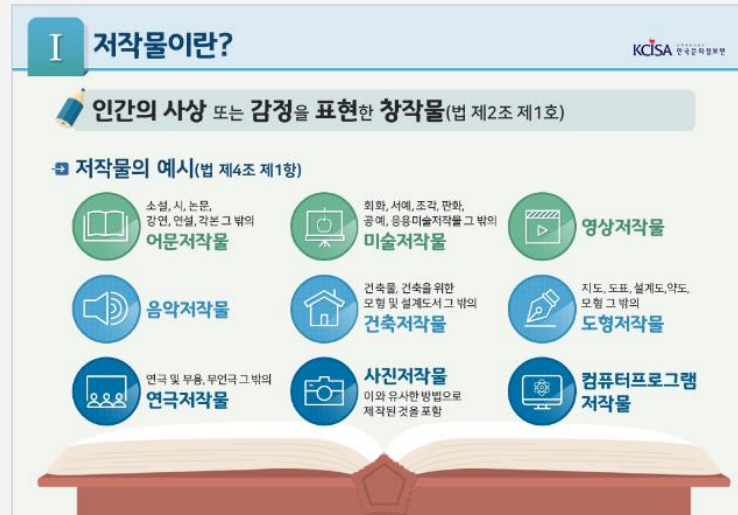 I 저작물이란?
KCISA 한국문화정보원
인간의 사상 또는 감정을 표현한 창작물(법 제2조 제1호)
저작물의 예시(법 제4조 제1항)
소설, 시, 논문,
강연, 연설, 각본 그 밖의
어문저작물
회화, 서예, 조각, 판화,
공예, 응용미술저작물 그 밖의
미술저작물
영상저작물
음악저작물
건축물, 건축을 위한
모형 및 설계도서 그 밖의
건축저작물
지도, 도표, 설계도, 약도,
모형 그 밖의
도형저작물
연극 및 무용, 무언극 그 밖의
연극저작물
사진저작물
이와 유사한 방법으로
제작된 것을 포함
컴퓨터프로그램
저작물